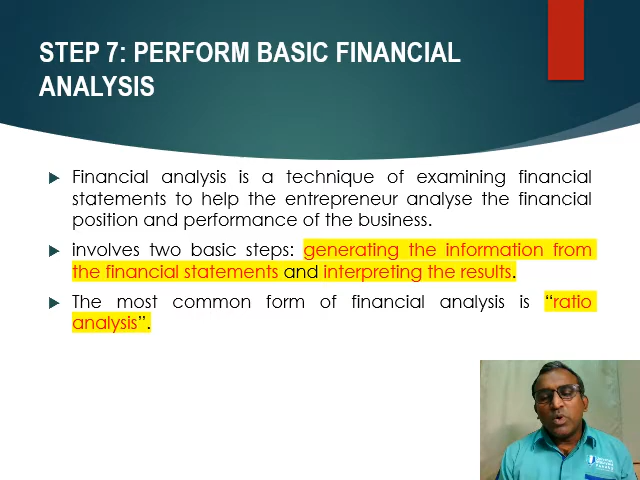 STEP 7: PERFORM BASIC FINANCIAL
ANALYSIS
Financial analysis is a technique of examining financial
statements to help the entrepreneur analyse the financial
position and performance of the business.
involves two basic steps: generating the information from
the financial statements and interpreting the results.
The most common form of financial analysis is “ratio
analysis”.